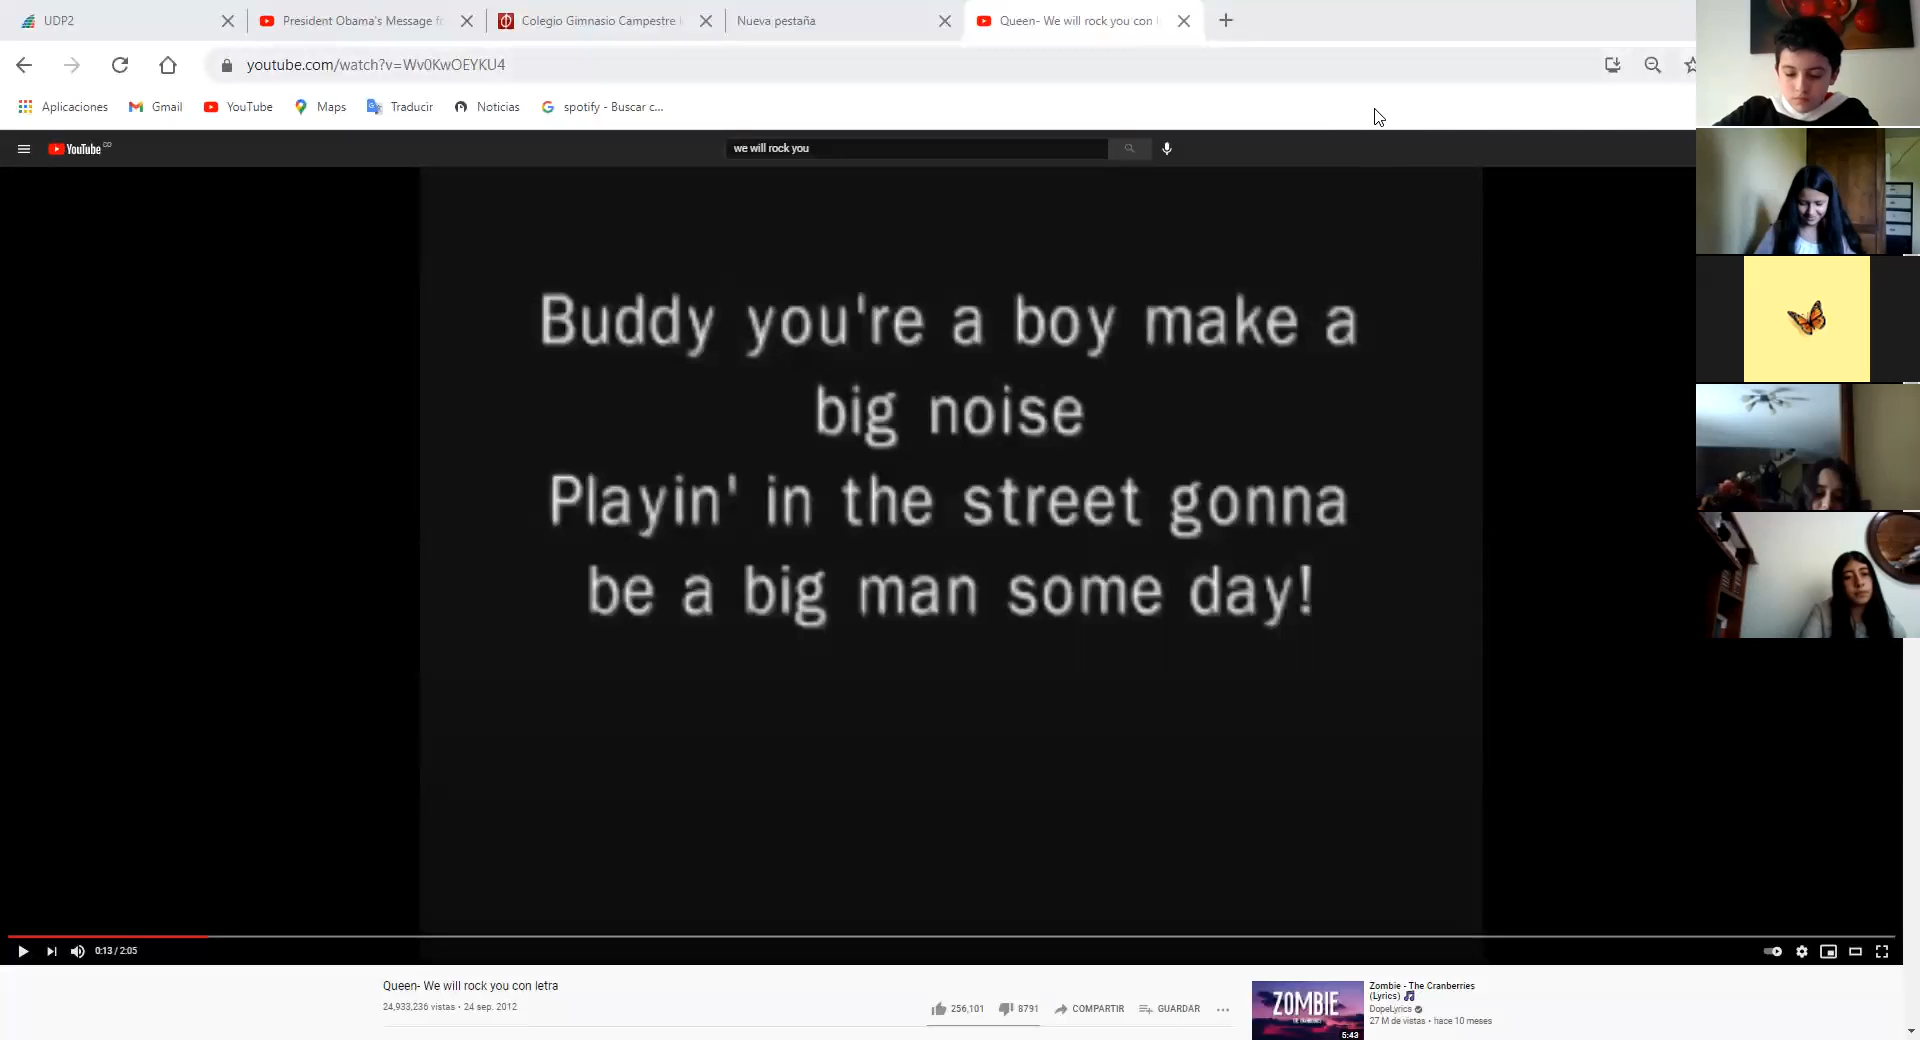 UDP2
President Obama's Message fo
Colegio Gimnasio Campestre
Nueva pestaña
Queen- We will rock you con l
youtube.com/watch?v=Wv0KwOEYKU4
Aplicaciones
Gmail
YouTube
Maps
Traducir
Noticias
spotify - Buscar c...
YouTube CO
we will rock you
Buddy you're a boy make a
big noise
Playin' in the street gonna
be a big man some day!
0:13 / 2:05
Queen- We will rock you con letra
24,933,236 vistas • 24 sep. 2012
256,101
8791
COMPARTIR
GUARDAR
ZOMBIE
5:43
Zombie - The Cranberries
(Lyrics)
DopeLyrics
27 M de vistas • hace 10 meses